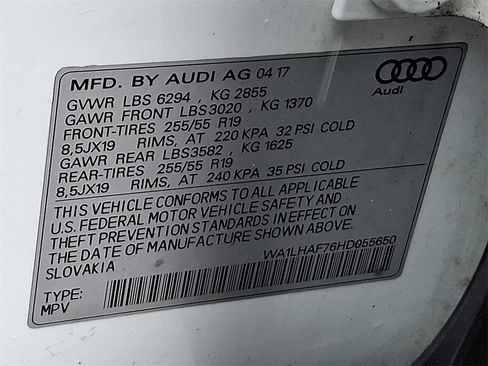 MFD. BY AUDI AG 04 17
GVWR LBS 6294 , KG 2855
GAWR FRONT LBS3020 , KG 1370
FRONT-TIRES 255/55 R19
8,5JX19 RIMS, AT 220 KPA 32 PSI COLD
GAWR REAR LBS3582 , KG 1625
REAR-TIRES 255/55 R19
8,5JX19 RIMS, AT 240 KPA 35 PSI COLD
Audi
THIS VEHICLE CONFORMS TO ALL APPLICABLE
U.S. FEDERAL MOTOR VEHICLE SAFETY AND
THEFT PREVENTION STANDARDS IN EFFECT ON
THE DATE OF MANUFACTURE SHOWN ABOVE.
SLOVAKIA
WA1LHAF76HD055650
TYPE:
MPV